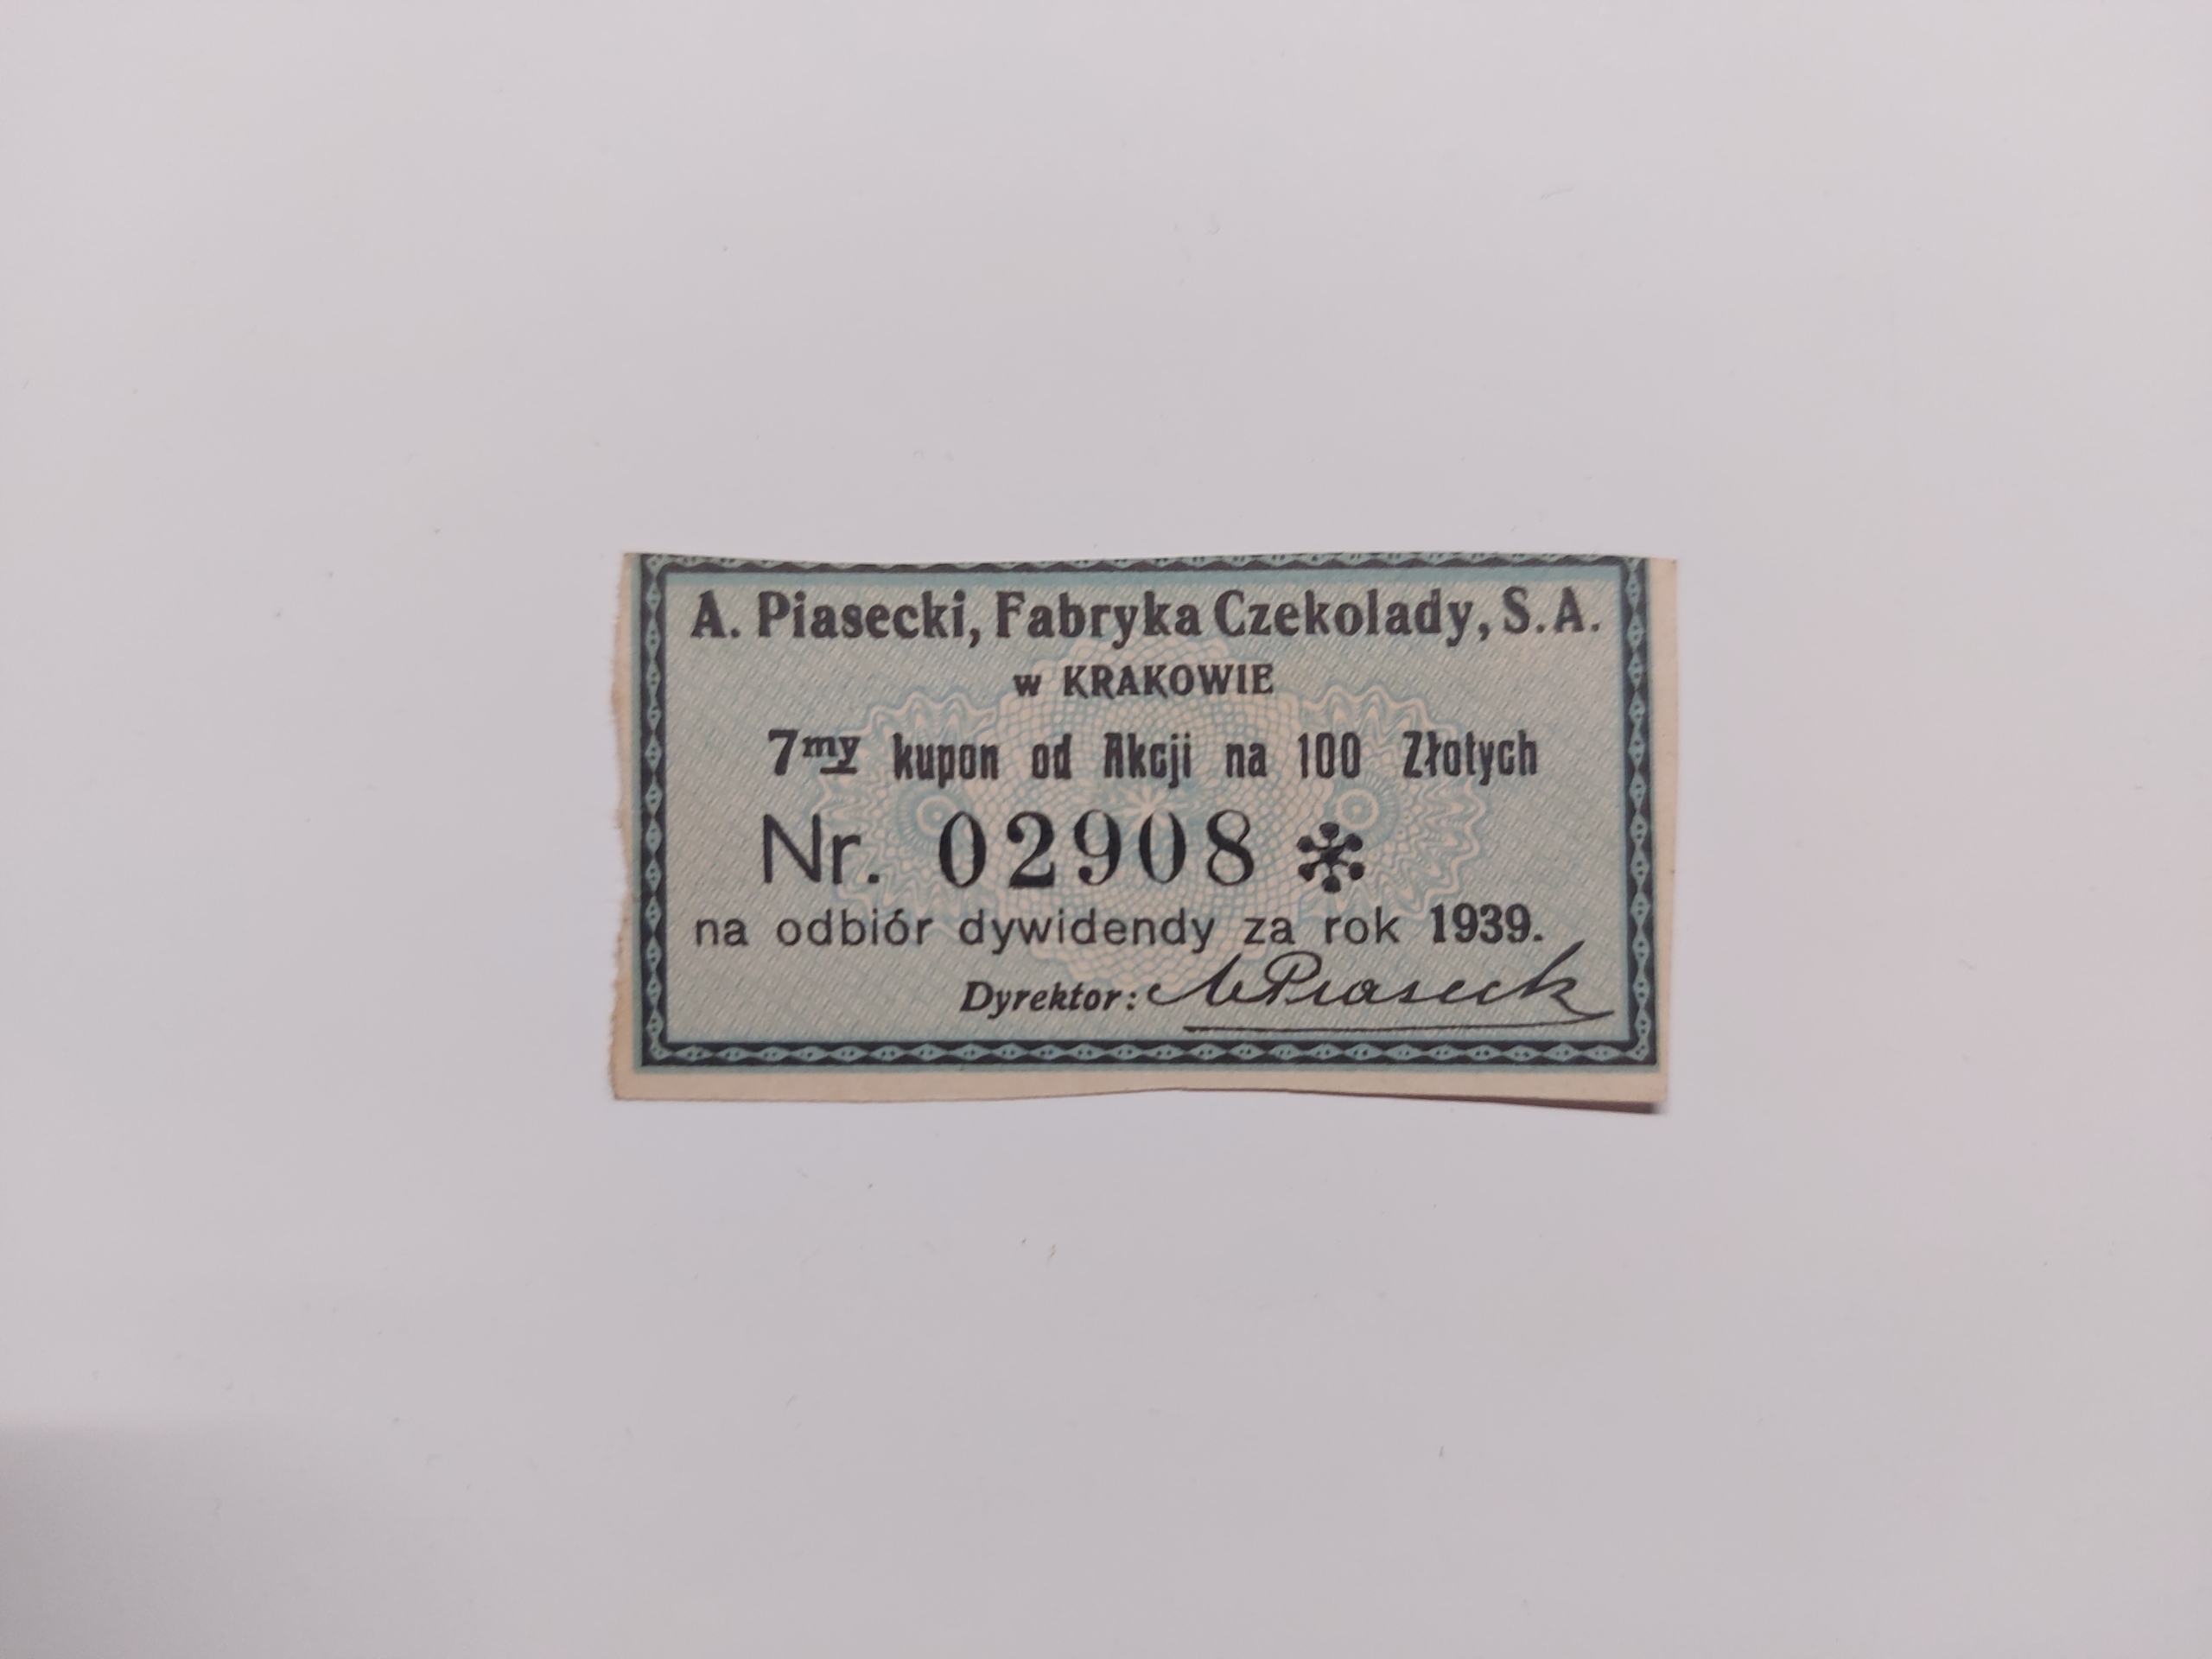 A. Piasecki, Fabryka Czekolady, S.A.
w KRAKOWIE
7my kupon od Akcji na 100 Złotych
Nr. 02908 *
na odbiór dywidendy za rok 1939.
Dyrektor: A Piasecki